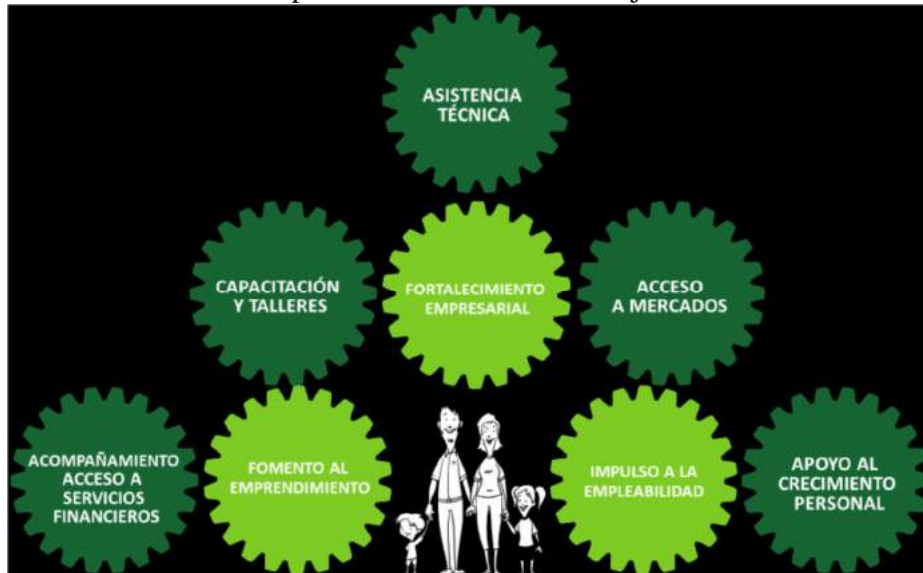 ASISTENCIA
TÉCNICA
CAPACITACIÓN
Y TALLERES
FORTALECIMIENTO
EMPRESARIAL
ACCESO
A MERCADOS
ACOMPAÑAMIENTO
ACCESO A
SERVICIOS
FINANCIEROS
FOMENTO AL
EMPRENDIMIENTO
IMPULSO A LA
EMPLEABILIDAD
APOYO AL
CRECIMIENTO
PERSONAL